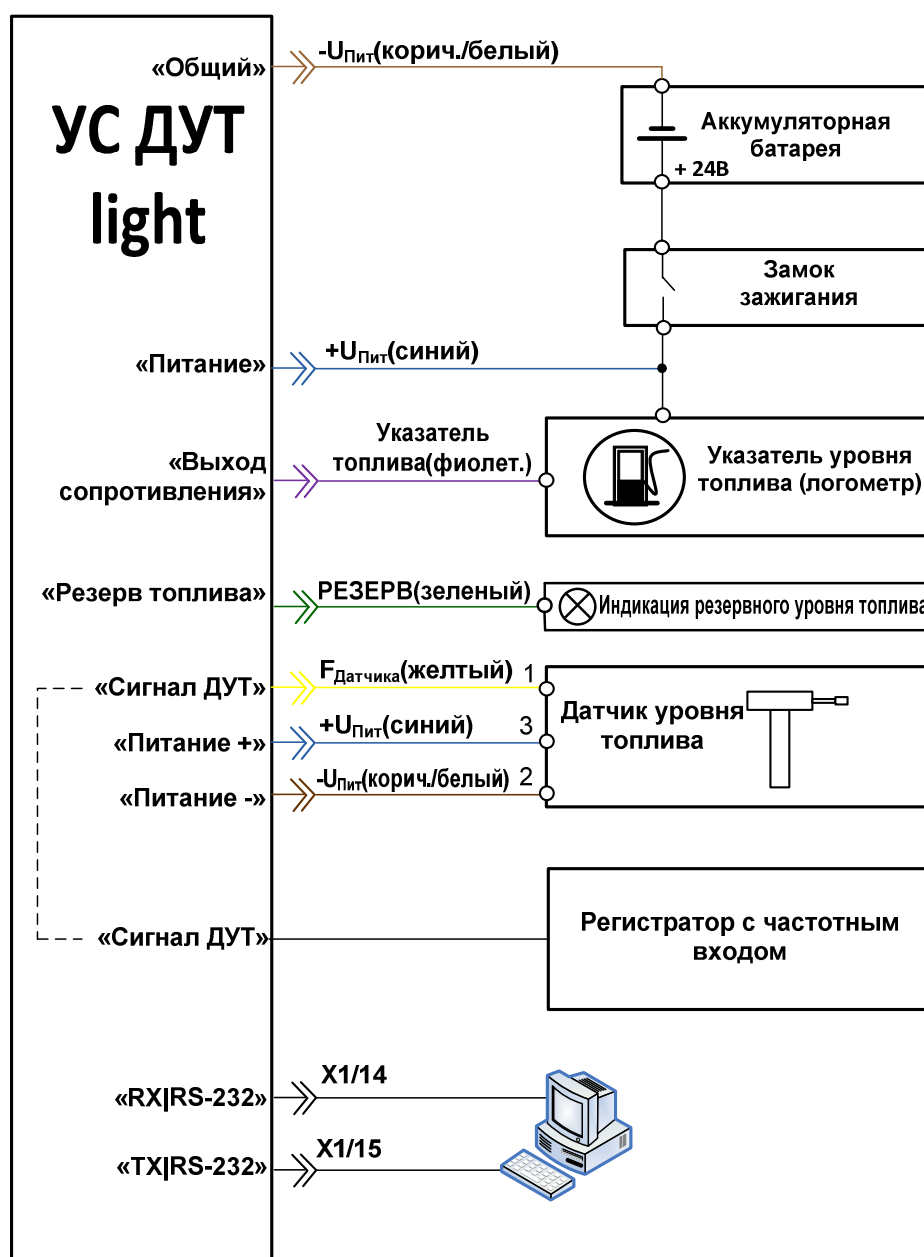 «Общий»
-UПит(корич./белый)
УС ДУТ
light
Аккумуляторная
батарея
+ 24В
Замок
зажигания
«Питание»
+UПит(синий)
«Выход
сопротивления»
Указатель
топлива(фиолет.)
Указатель уровня
топлива (логометр)
«Резерв топлива»
РЕЗЕРВ(зеленый)
Индикация резервного уровня топлива
«Сигнал ДУТ»
FДатчика(желтый) 1
«Питание +»
+UПит(синий) 3
«Питание -»
-UПит(корич./белый) 2
Датчик уровня
топлива
«Сигнал ДУТ»
Регистратор с частотным
входом
«RX|RS-232»
X1/14
«TX|RS-232»
X1/15